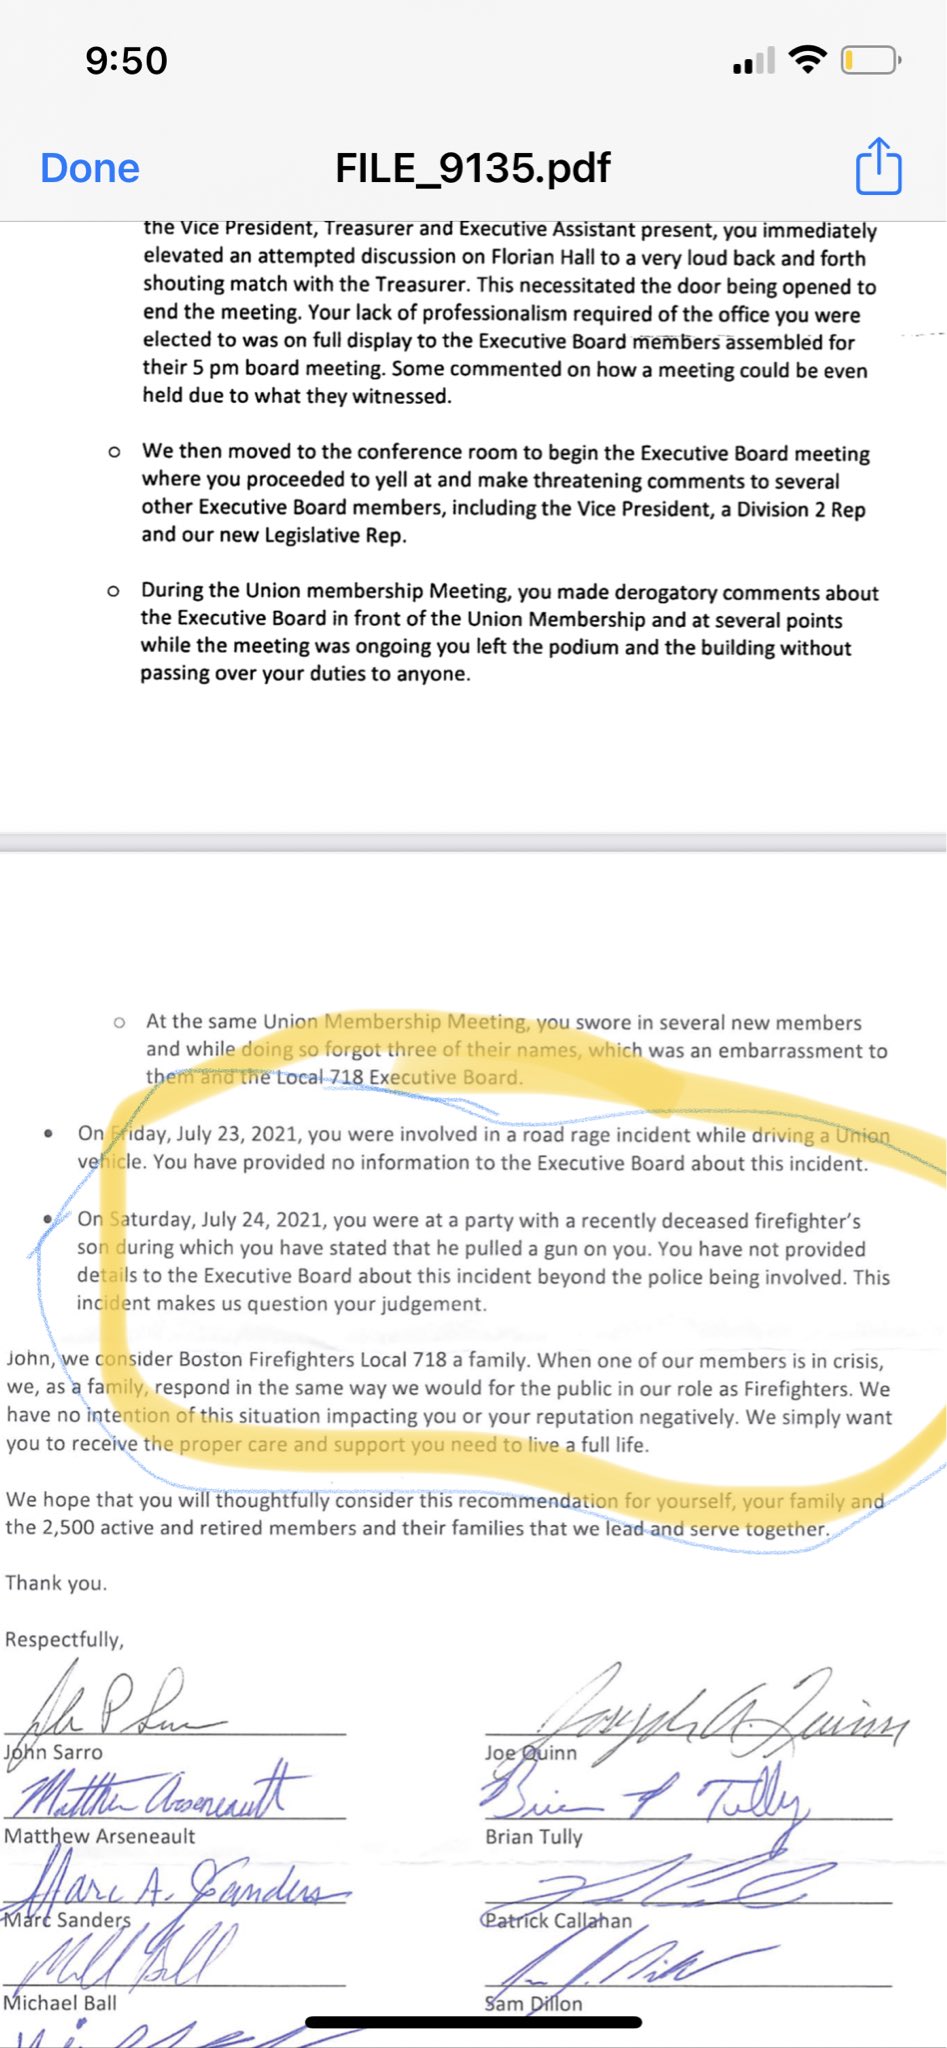 9:50
Done
FILE_9135.pdf
the Vice President, Treasurer and Executive Assistant present, you immediately
elevated an attempted discussion on Florian Hall to a very loud back and forth
shouting match with the Treasurer. This necessitated the door being opened to
end the meeting. Your lack of professionalism required of the office you were
elected to was on full display to the Executive Board members assembled for
their 5 pm board meeting. Some commented on how a meeting could be even
held due to what they witnessed.
o We then moved to the conference room to begin the Executive Board meeting
where you proceeded to yell at and make threatening comments to several
other Executive Board members, including the Vice President, a Division 2 Rep
and our new Legislative Rep.
o During the Union membership Meeting, you made derogatory comments about
the Executive Board in front of the Union Membership and at several points
while the meeting was ongoing you left the podium and the building without
passing over your duties to anyone.
o At the same Union Membership Meeting, you swore in several new members
and while doing so forgot three of their names, which was an embarrassment to
them and the Local 718 Executive Board.
• On Friday, July 23, 2021, you were involved in a road rage incident while driving a Union
vehicle. You have provided no information to the Executive Board about this incident.
• On Saturday, July 24, 2021, you were at a party with a recently deceased firefighter's
son during which you have stated that he pulled a gun on you. You have not provided
details to the Executive Board about this incident beyond the police being involved. This
incident makes us question your judgement.
John, we consider Boston Firefighters Local 718 a family. When one of our members is in crisis,
we, as a family, respond in the same way we would for the public in our role as Firefighters. We
have no intention of this situation impacting you or your reputation negatively. We simply want
you to receive the proper care and support you need to live a full life.
We hope that you will thoughtfully consider this recommendation for yourself, your family and
the 2,500 active and retired members and their families that we lead and serve together.
Thank you.
Respectfully,
Joseph A. Quinn
John Sarro
Joe Quinn
Matthew Arseneault
Brian P Tully
Matthew Arseneault
Brian Tully
Marc A. Sanders
Marc Sanders
Patrick Callahan
Michael Ball
Sam Dillon